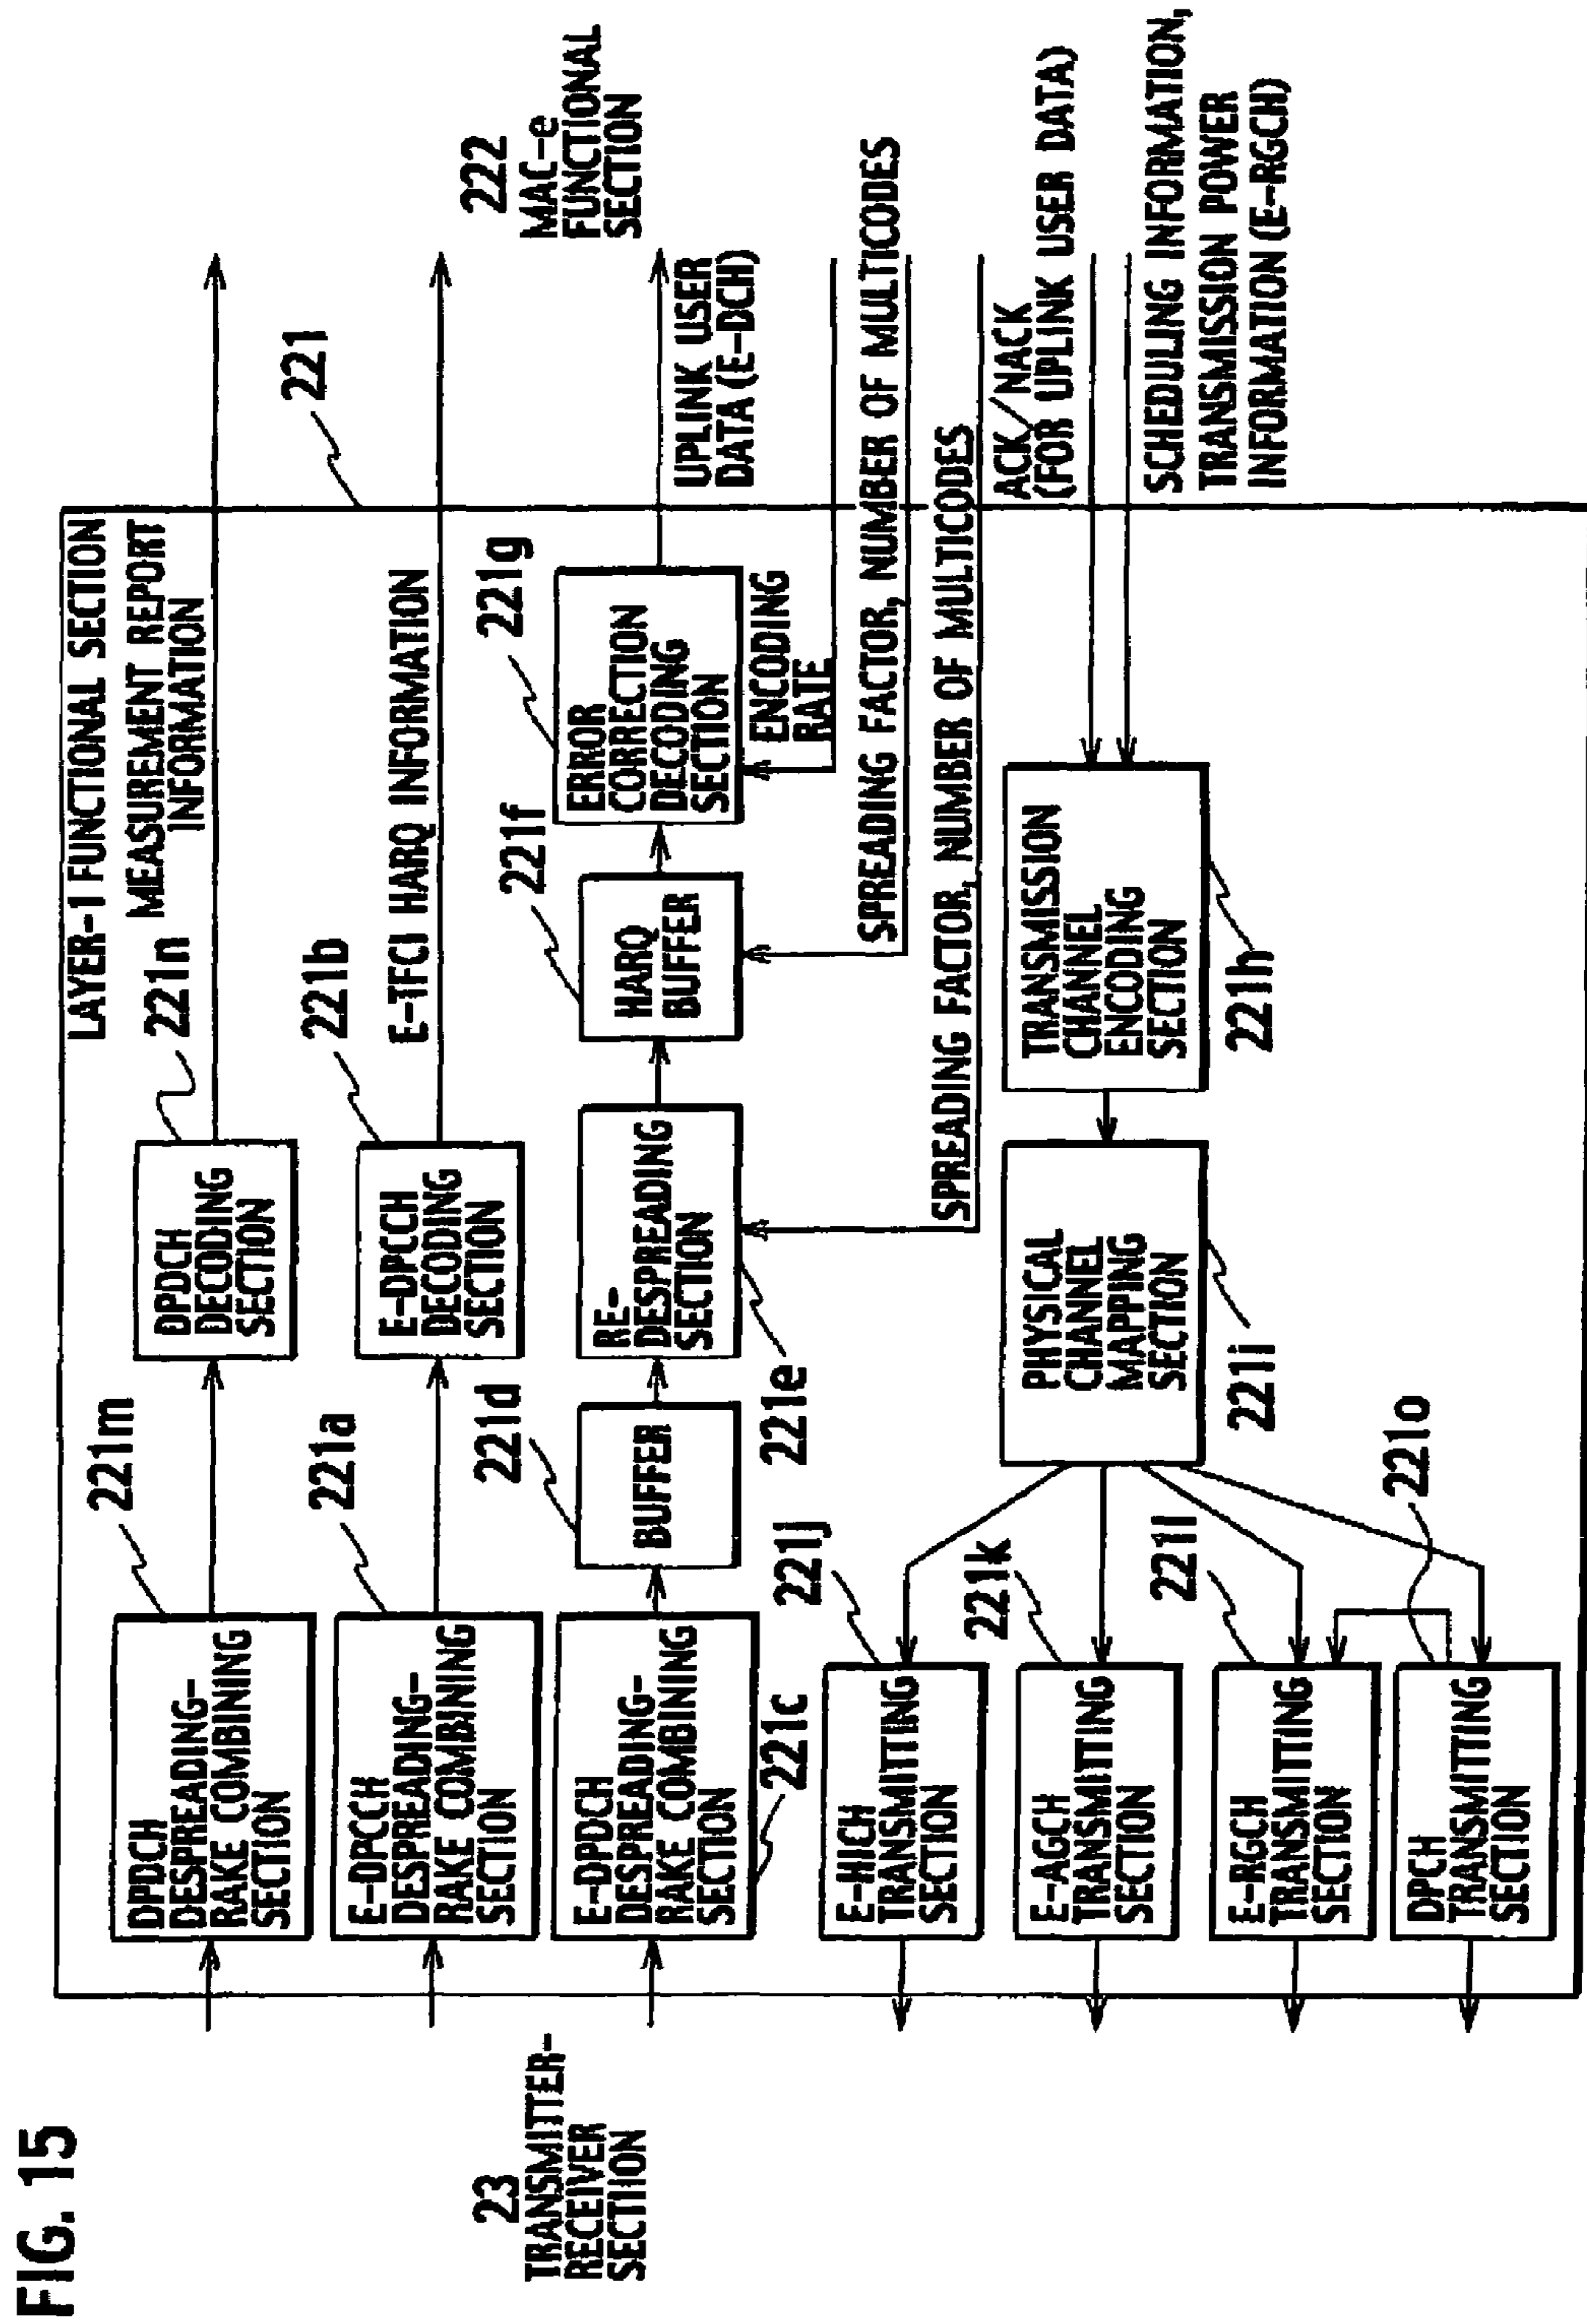 FIG. 15
23
TRANSMITTER-
RECEIVER
SECTION
LAYER-1 FUNCTIONAL SECTION
221
222
MAC-e
FUNCTIONAL
SECTION
221m
DPDCH
DESPREADING-
RAKE COMBINING
SECTION
221n
DPDCH
DECODING
SECTION
MEASUREMENT REPORT
INFORMATION
221a
E-DPCCH
DESPREADING-
RAKE COMBINING
SECTION
221b
E-DPCCH
DECODING
SECTION
E-TFCI HARQ INFORMATION
E-DPDCH
DESPREADING-
RAKE COMBINING
SECTION
221c
221d
BUFFER
RE-
DESPREADING
SECTION
221e
221f
HARQ
BUFFER
221g
ERROR
CORRECTION
DECODING
SECTION
UPLINK USER
DATA (E-DCH)
ENCODING
RATE
SPREADING FACTOR, NUMBER OF MULTICODES
SPREADING FACTOR, NUMBER OF MULTICODES
ACK/NACK
(FOR UPLINK USER DATA)
SCHEDULING INFORMATION,
TRANSMISSION POWER
INFORMATION (E-RGCH)
221j
E-HICH
TRANSMITTING
SECTION
221k
E-AGCH
TRANSMITTING
SECTION
221l
E-RGCH
TRANSMITTING
SECTION
221o
DPCH
TRANSMITTING
SECTION
PHYSICAL
CHANNEL
MAPPING
SECTION
221i
TRANSMISSION
CHANNEL
ENCODING
SECTION
221h